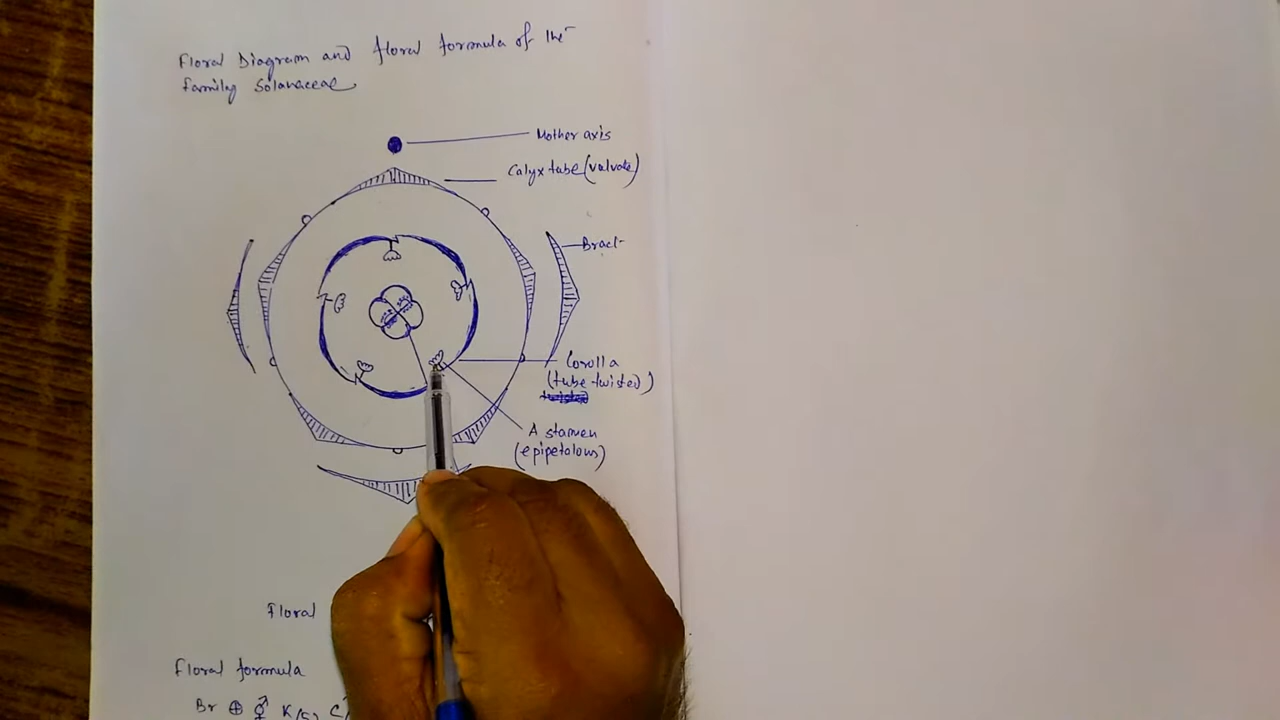 Floral Diagram and floral formula of the
family Solanaceae
Mother axis
Calyx tube (valvate)
Bract
Corolla
(tube twisted)
A stamen
(epipetalous)
Floral
Floral formula
Br ⊕ ⚥ K(5) C